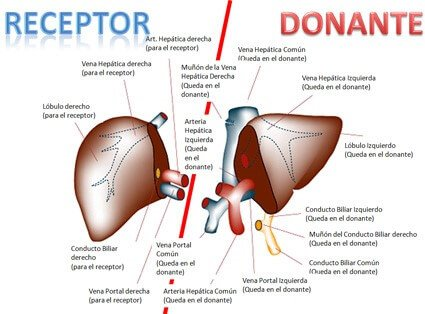 RECEPTOR
DONANTE
Art. Hepática derecha
(para el receptor)
Vena Hepática derecha
(para el receptor)
Lóbulo derecho
(para el receptor)
Conducto Biliar
derecho
(para el receptor)
Vena Portal derecha
(para el receptor)
Vena Hepática Común
(Queda en el donante)
Muñón de la Vena
Hepática Derecha
(Queda en el
donante)
Arteria
Hepática
Izquierda
(Queda
en el
donante)
Vena Hepática Izquierda
(Queda en el donante)
Lóbulo Izquierdo
(Queda en el donante)
Conducto Biliar Izquierdo
(Queda en el donante)
Muñón del Conducto Biliar derecho
(Queda en el donante)
Conducto Biliar Común
(Queda en el donante)
Vena Portal
Común
(Queda en el
donante)
Arteria Hepática Común
(Queda en el donante)
Vena Portal Izquierda
(Queda en el donante)